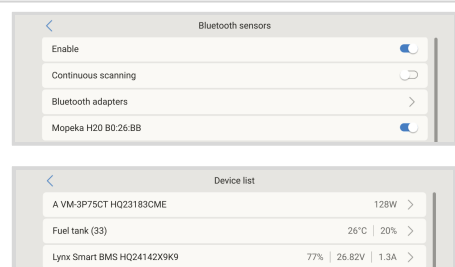 Bluetooth sensors
Enable
Continuous scanning
Bluetooth adapters
Mopeka H20 B0:26:BB
Device list
A VM-3P75CT HQ23183CME 128W
Fuel tank (33) 26°C 20%
Lynx Smart BMS HQ24142X9K9 77% 26.82V 1.3A